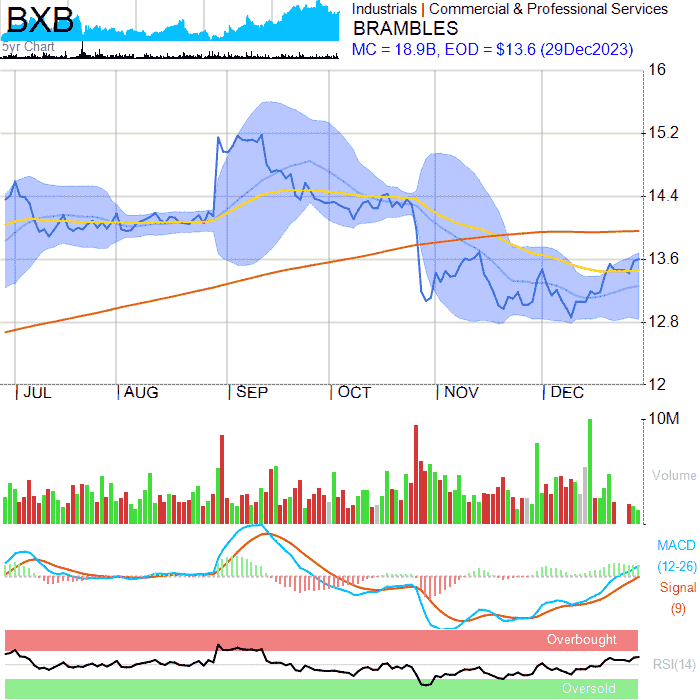 BXB
5yr Chart
Industrials | Commercial & Professional Services
BRAMBLES
MC = 18.9B, EOD = $13.6 (29Dec2023)
16
15.2
14.4
13.6
12.8
12
JUL AUG SEP OCT NOV DEC
10M
Volume
MACD
(12-26)
Signal
(9)
Overbought
RSI(14)
Oversold